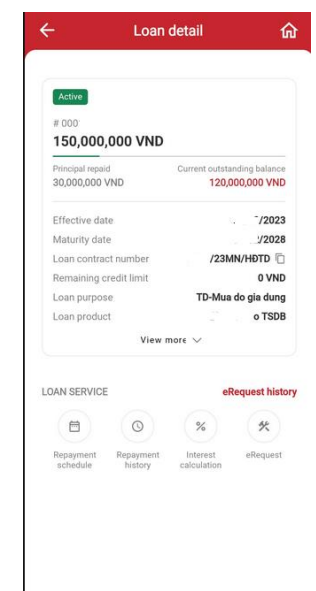 Loan detail
Active
# 000
150,000,000 VND
Principal repaid Current outstanding balance
30,000,000 VND 120,000,000 VND
Effective date /2023
Maturity date /2028
Loan contract number /23MN/HĐTD
Remaining credit limit 0 VND
Loan purpose TD-Mua do gia dung
Loan product o TSDB
View more
LOAN SERVICE eRequest history
Repayment schedule
Repayment history
Interest calculation
eRequest